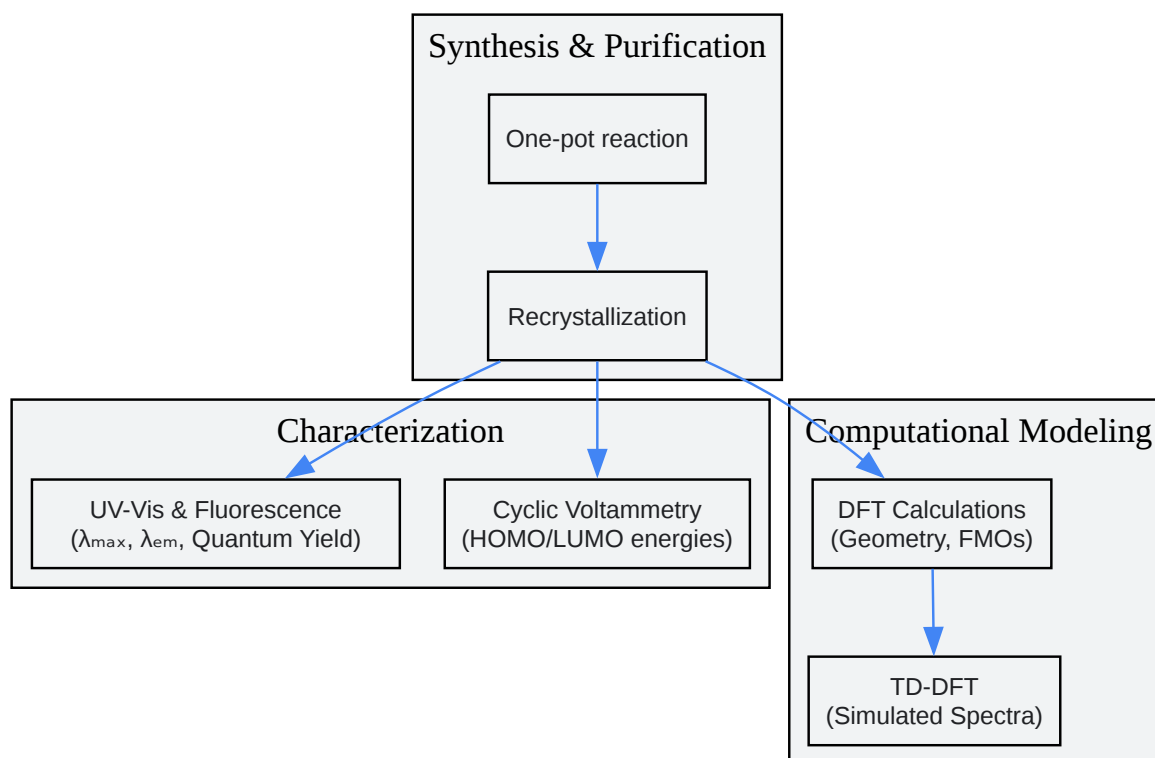 Synthesis & Purification
One-pot reaction
Recrystallization
Characterization
UV-Vis & Fluorescence
(λₘₐₓ, λₑₘ, Quantum Yield)
Cyclic Voltammetry
(HOMO/LUMO energies)
Computational Modeling
DFT Calculations
(Geometry, FMOs)
TD-DFT
(Simulated Spectra)